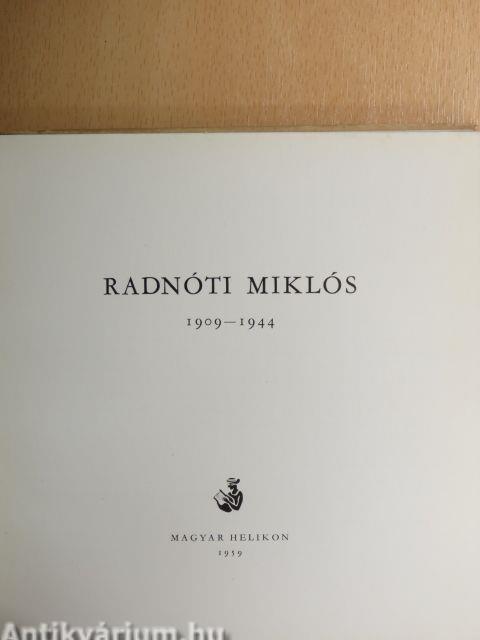 RADNÓTI MIKLÓS
1909—1944
MAGYAR HELIKON
1959
Antikvárium.hu